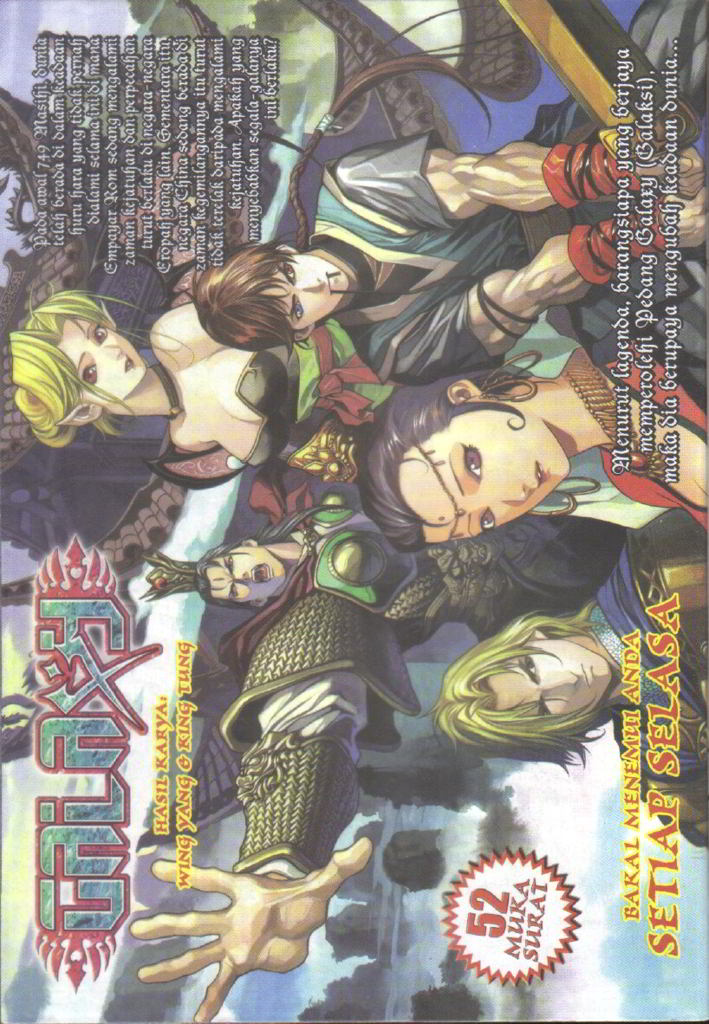 GALAXY
HASIL KARYA:
WING YANG & KING TUNG
Pada awal 749 Masihi, dunia
telah berada di dalam keadaan
huru hara yang tidak pernah
dialami selama ini di mana
Empayar Rom sedang mengalami
zaman kejatuhan dan perpecahan
turut berlaku di negara-negara
Eropah yang lain. Sementara itu,
negara China sedang berada di
zaman kegemilangannya itu turut
tidak cerelak daripada mengalami
kejatuhan. Apakah yang
menyebabkan segala-galanya
ini berlaku?
52
MUKA
SURAT
BAKAL MENEMUI ANDA
SETIAP SELASA
Menurut lagenda, barangsiapa yang berjaya
memperolehi Pedang Galaxy (Galaksi),
maka dia berupaya mengubah keadaan dunia...